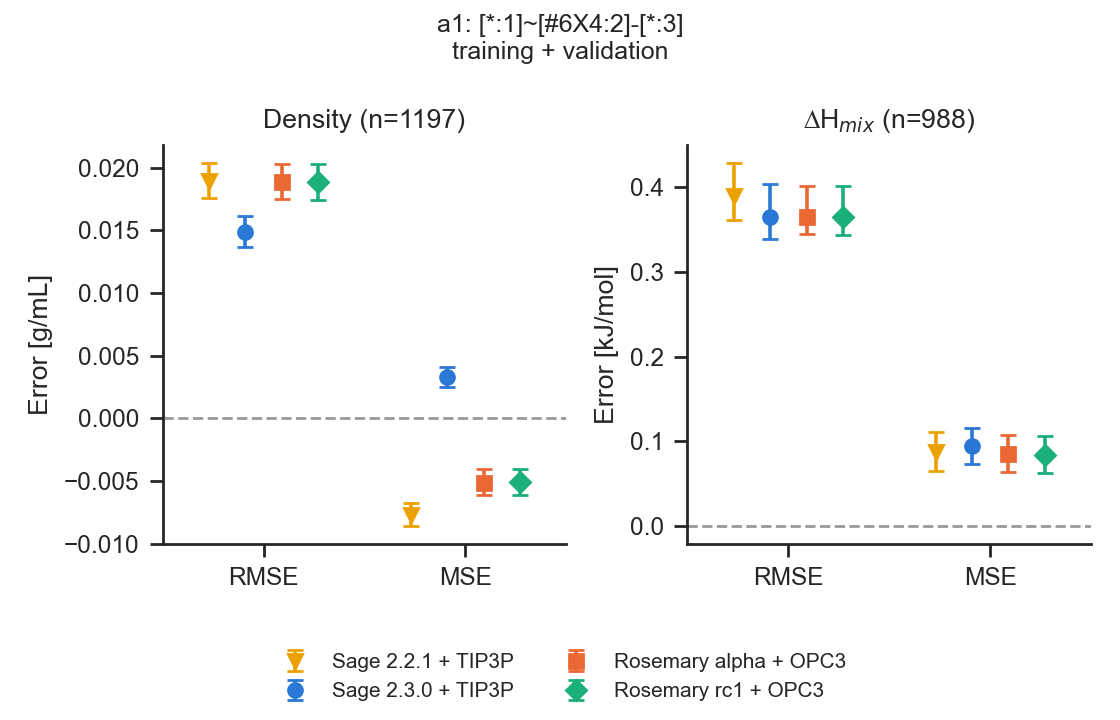 a1: [*:1]~[#6X4:2]-[*:3]
training + validation
Density (n=1197)
ΔHmix (n=988)
Error [g/mL]
0.020
0.015
0.010
0.005
0.000
−0.005
−0.010
RMSE
MSE
Error [kJ/mol]
0.4
0.3
0.2
0.1
0.0
RMSE
MSE
Sage 2.2.1 + TIP3P
Sage 2.3.0 + TIP3P
Rosemary alpha + OPC3
Rosemary rc1 + OPC3